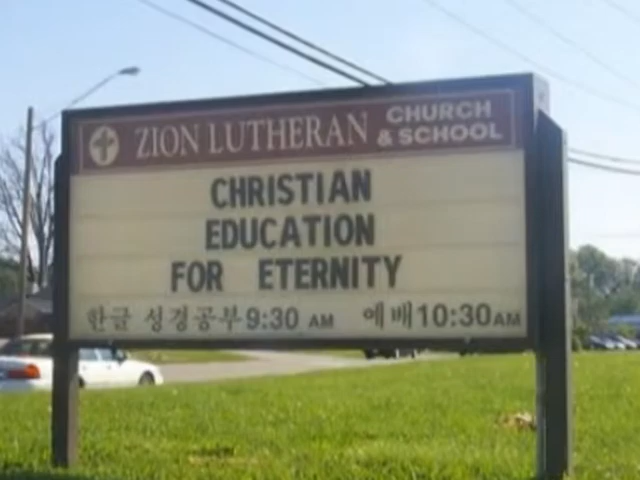 ZION LUTHERAN CHURCH & SCHOOL
CHRISTIAN
EDUCATION
FOR ETERNITY
한글 성경공부 9:30 AM 예배 10:30 AM